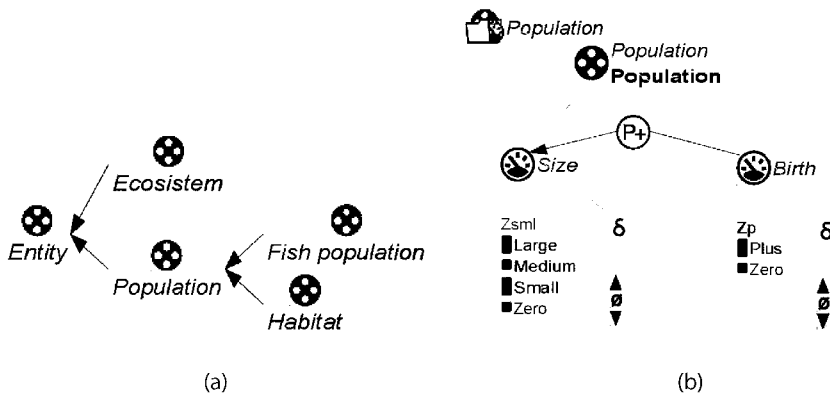 Ecosistem
Entity
Population
Fish population
Habitat
(a)
Population
Population
Population
P+
Size
Birth
Zsml
Large
Medium
Small
Zero
δ
ø
Zp
Plus
Zero
δ
ø
(b)